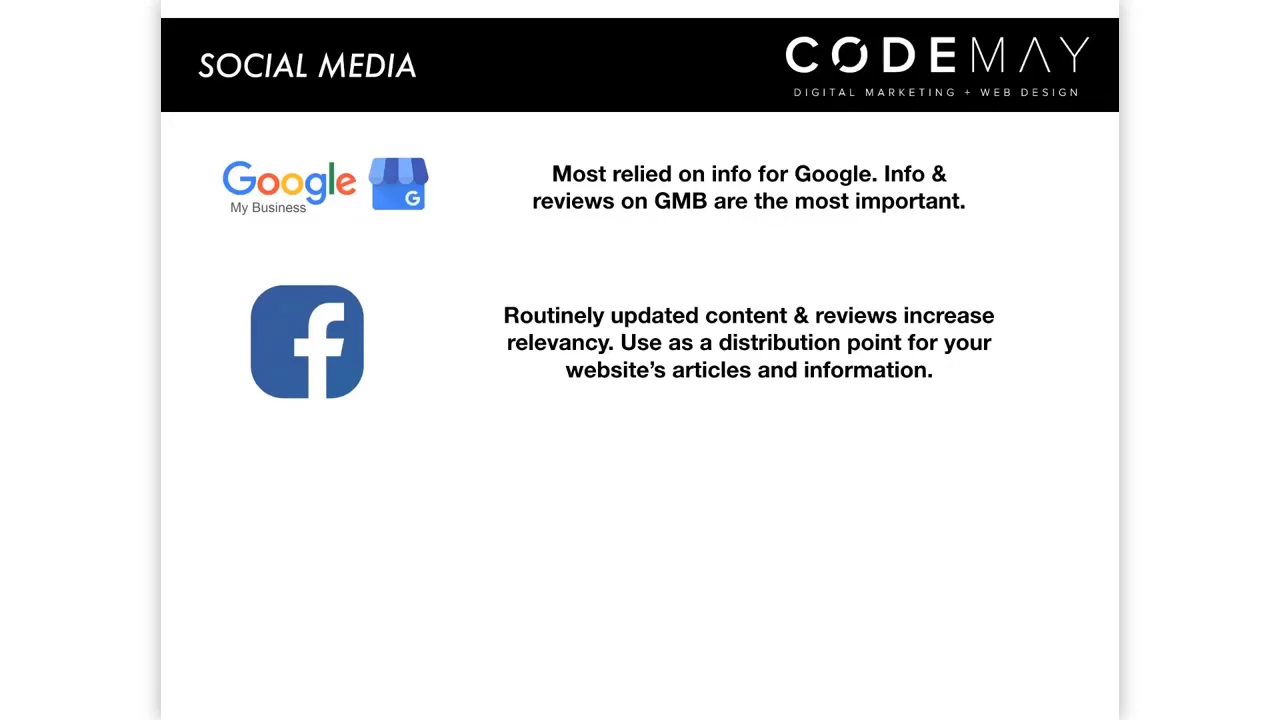 SOCIAL MEDIA
CODEMAY
DIGITAL MARKETING + WEB DESIGN
Google
My Business
G
Most relied on info for Google. Info &
reviews on GMB are the most important.
f
Routinely updated content & reviews increase
relevancy. Use as a distribution point for your
website’s articles and information.